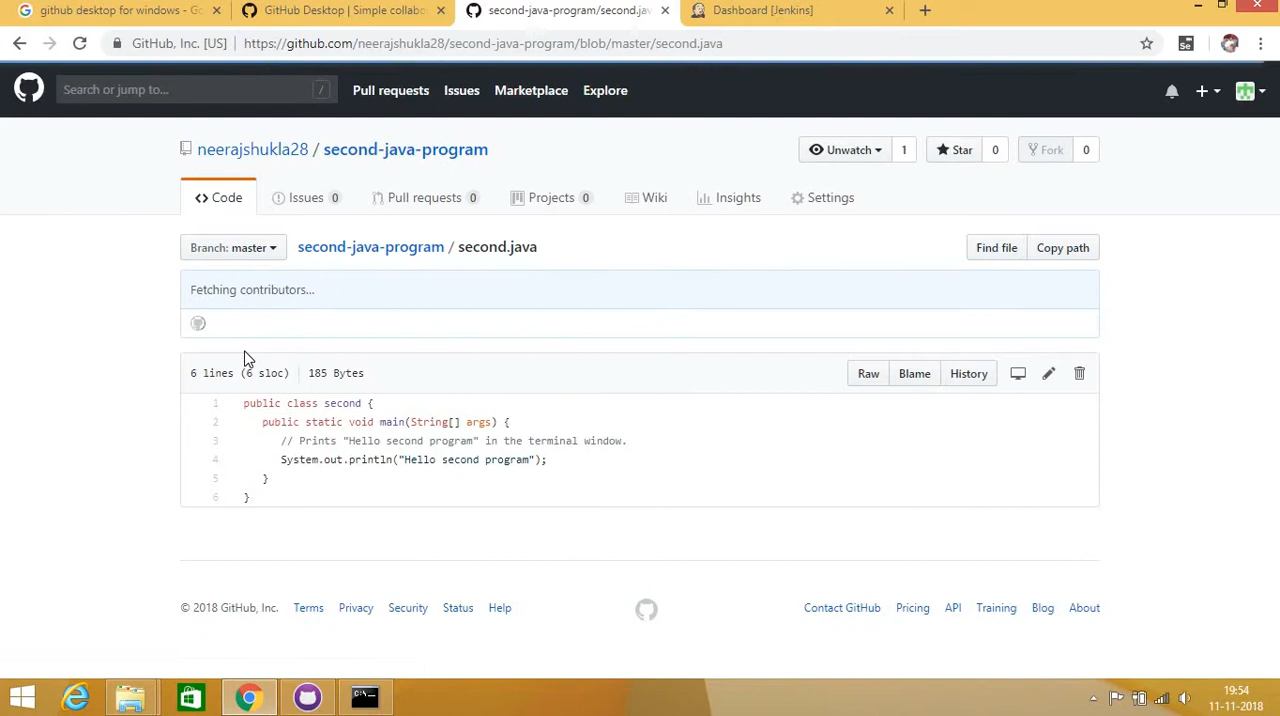 github desktop for windows - Go
GitHub Desktop | Simple collabo
second-java-program/second.jav
Dashboard [Jenkins]
GitHub, Inc. [US] https://github.com/neerajshukla28/second-java-program/blob/master/second.java
Search or jump to... / Pull requests Issues Marketplace Explore
neerajshukla28 / second-java-program Unwatch 1 Star 0 Fork 0
Code Issues 0 Pull requests 0 Projects 0 Wiki Insights Settings
Branch: master second-java-program / second.java Find file Copy path
Fetching contributors...
6 lines (6 sloc) 185 Bytes Raw Blame History
1 public class second {
2 public static void main(String[] args) {
3 // Prints "Hello second program" in the terminal window.
4 System.out.println("Hello second program");
5 }
6 }
© 2018 GitHub, Inc. Terms Privacy Security Status Help Contact GitHub Pricing API Training Blog About
19:54
11-11-2018